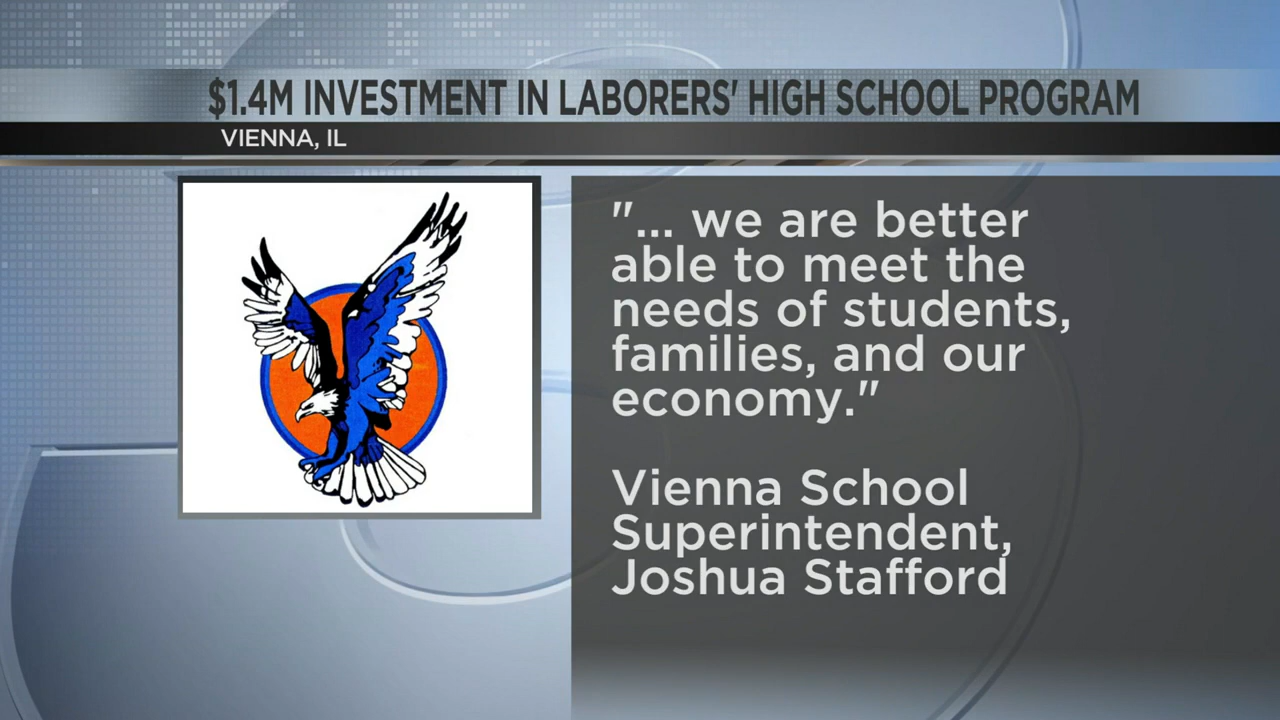 $1.4M INVESTMENT IN LABORERS' HIGH SCHOOL PROGRAM
VIENNA, IL
"... we are better
able to meet the
needs of students,
families, and our
economy."
Vienna School
Superintendent,
Joshua Stafford